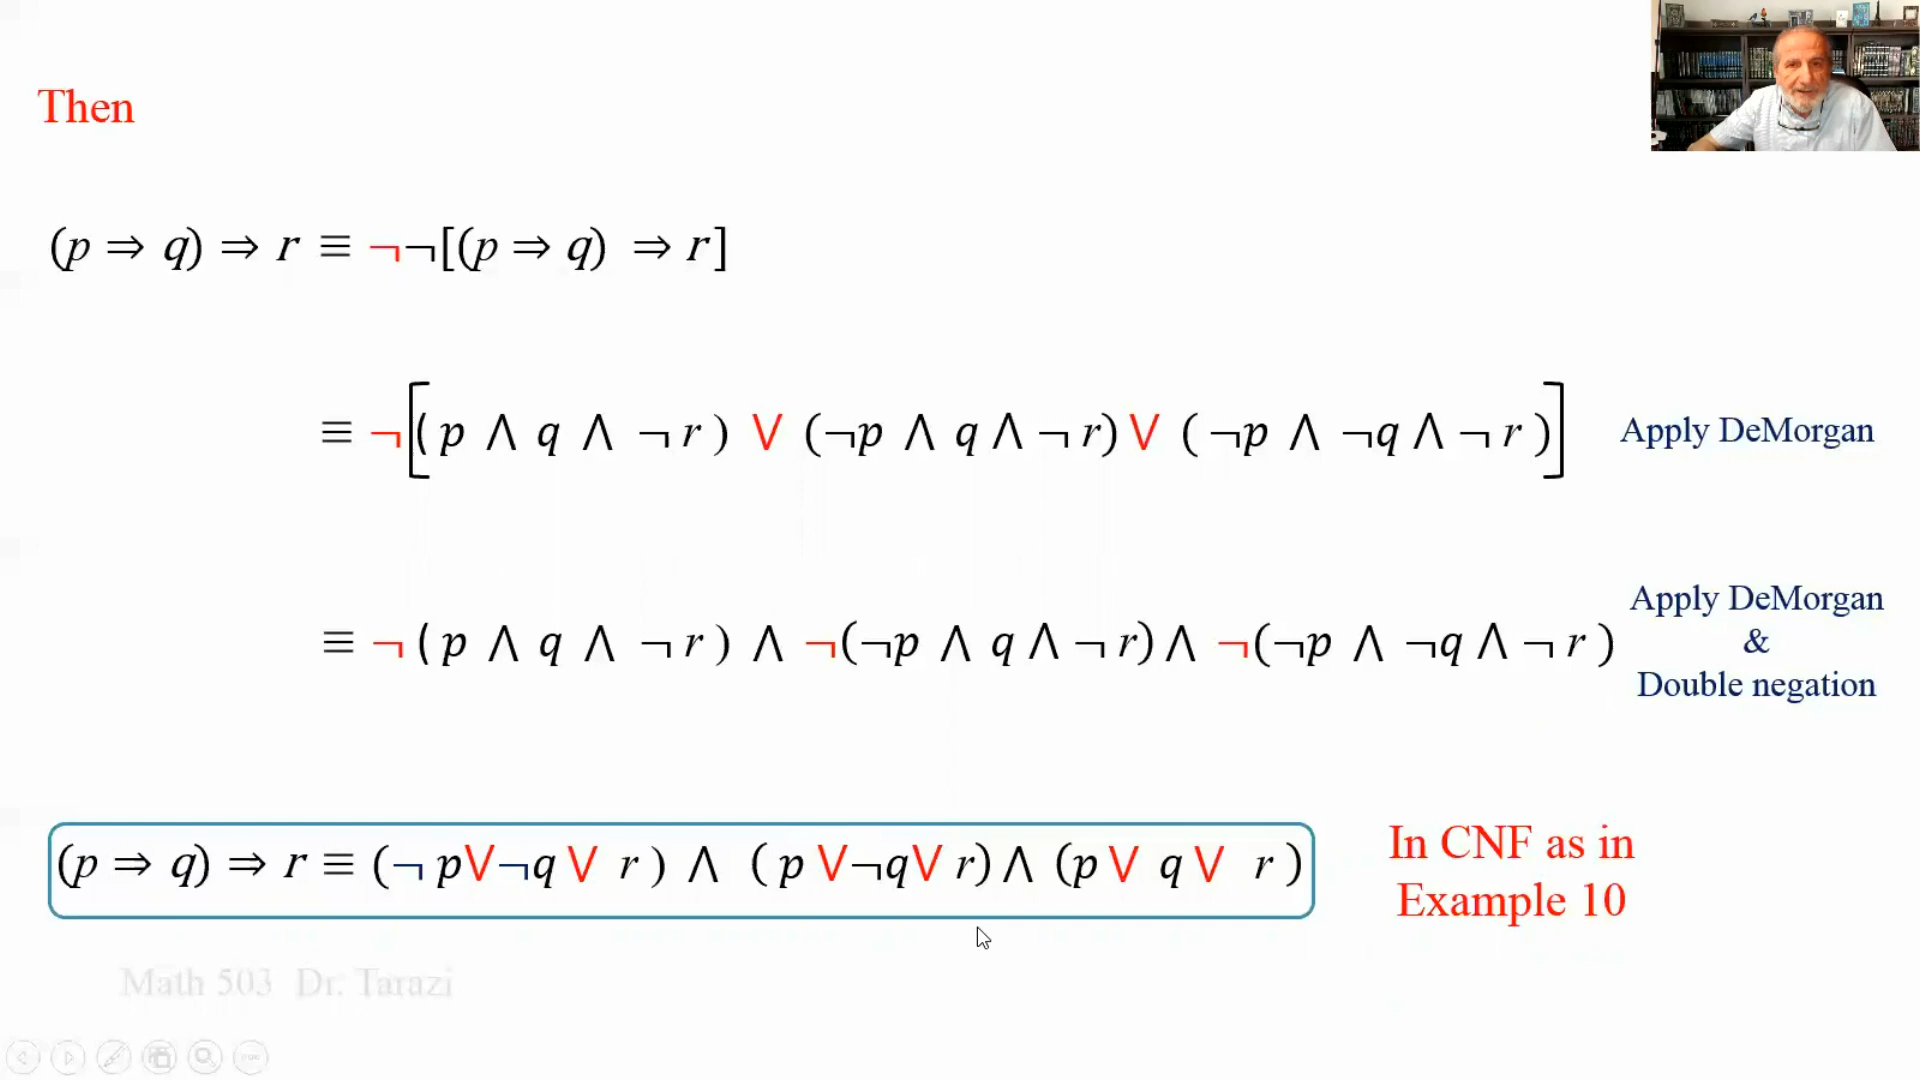 Then
(p ⇒ q) ⇒ r ≡ ¬¬[(p ⇒ q) ⇒ r]
≡ ¬[( p ∧ q ∧ ¬ r ) ∨ (¬p ∧ q ∧ ¬ r) ∨ ( ¬p ∧ ¬q ∧ ¬ r )] Apply DeMorgan
≡ ¬ ( p ∧ q ∧ ¬ r ) ∧ ¬(¬p ∧ q ∧ ¬ r) ∧ ¬(¬p ∧ ¬q ∧ ¬ r )
Apply DeMorgan
&
Double negation
(p ⇒ q) ⇒ r ≡ (¬ p∨¬q ∨ r ) ∧ ( p ∨¬q∨ r) ∧ (p ∨ q ∨ r )
In CNF as in
Example 10
Math 503 Dr. Tarazi